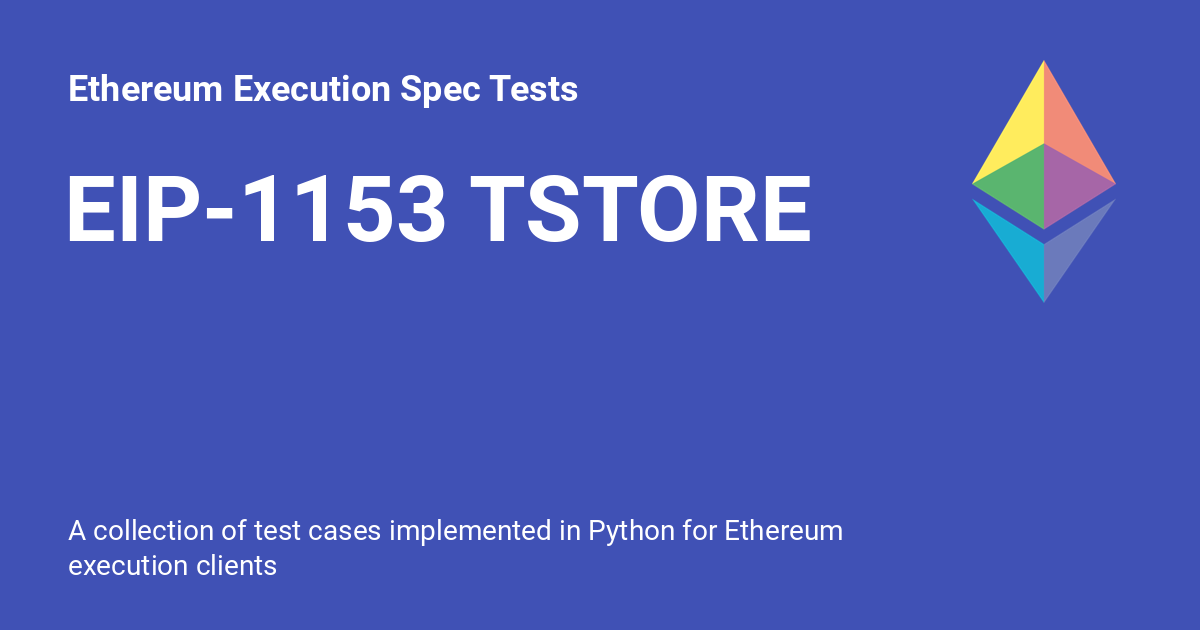 Ethereum Execution Spec Tests
EIP-1153 TSTORE
A collection of test cases implemented in Python for Ethereum
execution clients